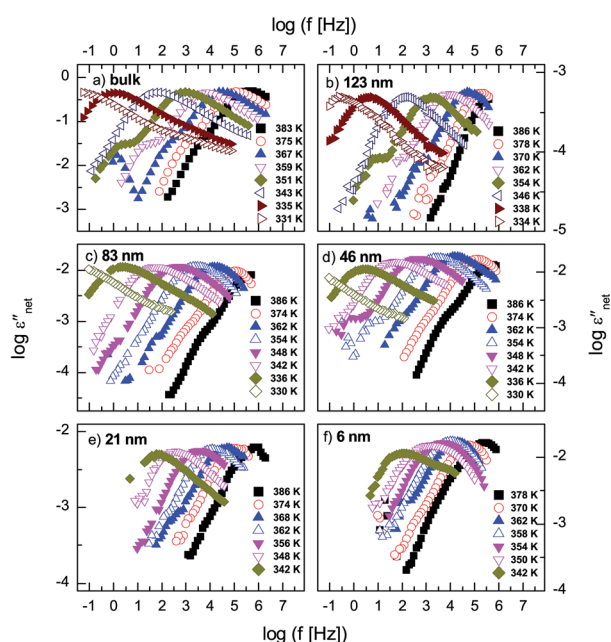 log (f [Hz])
-1 0 1 2 3 4 5 6 7 -1 0 1 2 3 4 5 6 7
a) bulk
0
-1
-2
-3
383 K
375 K
367 K
359 K
351 K
343 K
335 K
331 K
b) 123 nm
-3
-4
-5
386 K
378 K
370 K
362 K
354 K
346 K
338 K
334 K
log ε″net
log ε″net
c) 83 nm
-2
-3
-4
386 K
374 K
362 K
354 K
348 K
342 K
336 K
330 K
d) 46 nm
-2
-3
-4
386 K
374 K
362 K
354 K
348 K
342 K
336 K
330 K
e) 21 nm
-2
-3
-4
386 K
374 K
368 K
362 K
356 K
348 K
342 K
f) 6 nm
-2
-3
-4
378 K
370 K
362 K
358 K
354 K
350 K
342 K
-1 0 1 2 3 4 5 6 7 -1 0 1 2 3 4 5 6 7
log (f [Hz])